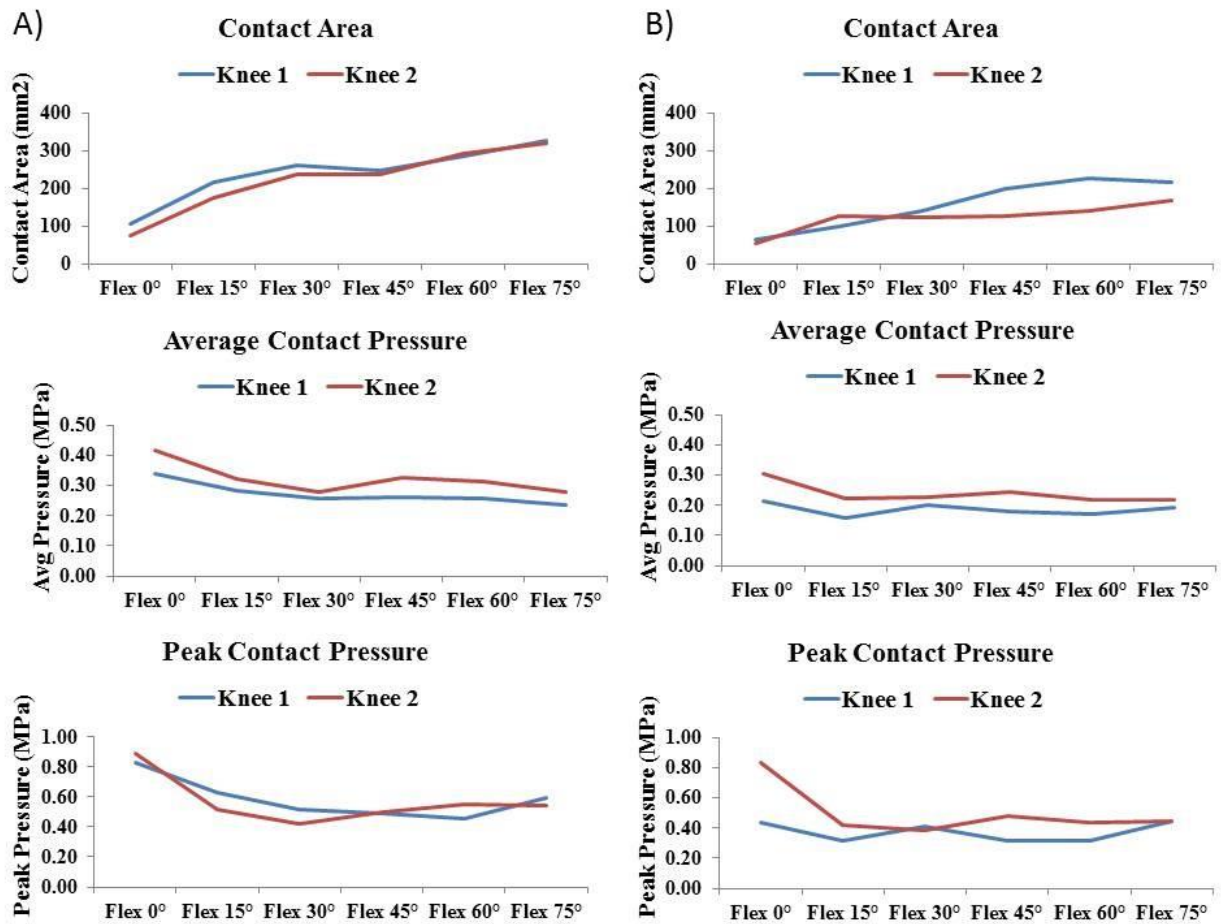 A)
Contact Area
Knee 1 Knee 2
Contact Area (mm2)
400
300
200
100
0
Flex 0° Flex 15° Flex 30° Flex 45° Flex 60° Flex 75°
Average Contact Pressure
Knee 1 Knee 2
Avg Pressure (MPa)
0.50
0.40
0.30
0.20
0.10
0.00
Flex 0° Flex 15° Flex 30° Flex 45° Flex 60° Flex 75°
Peak Contact Pressure
Knee 1 Knee 2
Peak Pressure (MPa)
1.00
0.80
0.60
0.40
0.20
0.00
Flex 0° Flex 15° Flex 30° Flex 45° Flex 60° Flex 75°
B)
Contact Area
Knee 1 Knee 2
Contact Area (mm2)
400
300
200
100
0
Flex 0° Flex 15° Flex 30° Flex 45° Flex 60° Flex 75°
Average Contact Pressure
Knee 1 Knee 2
Avg Pressure (MPa)
0.50
0.40
0.30
0.20
0.10
0.00
Flex 0° Flex 15° Flex 30° Flex 45° Flex 60° Flex 75°
Peak Contact Pressure
Knee 1 Knee 2
Peak Pressure (MPa)
1.00
0.80
0.60
0.40
0.20
0.00
Flex 0° Flex 15° Flex 30° Flex 45° Flex 60° Flex 75°